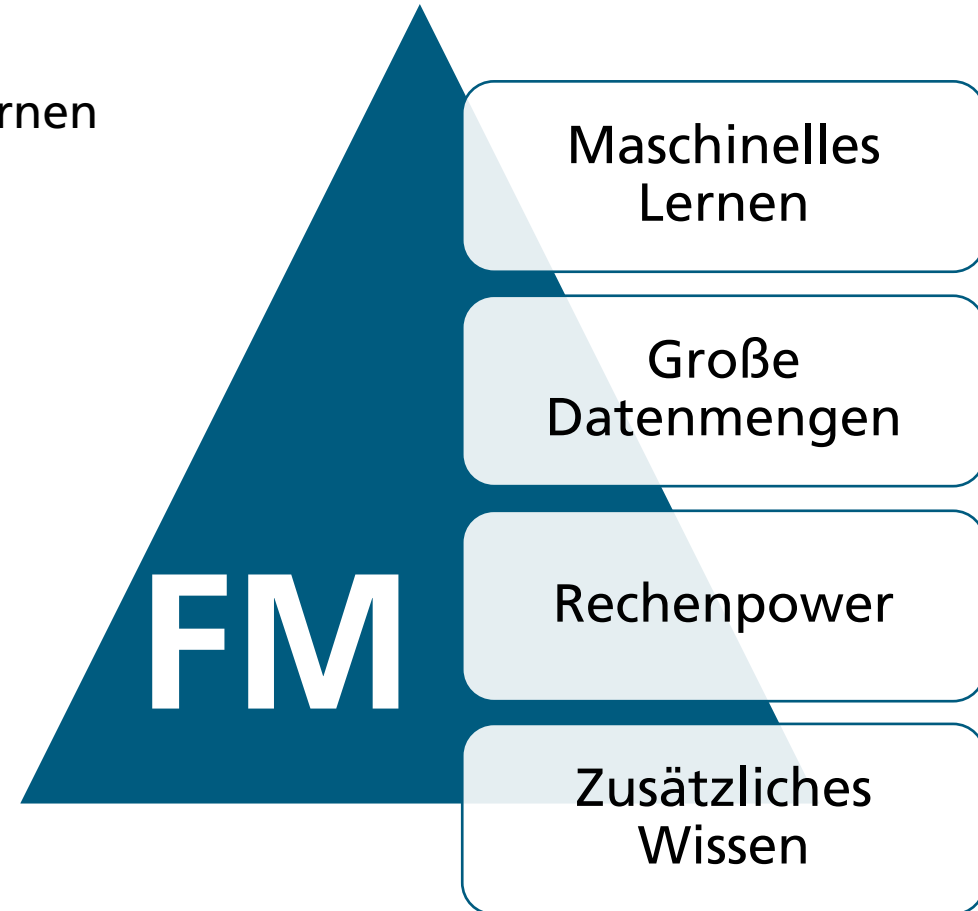 rnen
Maschinelles
Lernen
Große
Datenmengen
FM
Rechenpower
Zusätzliches
Wissen